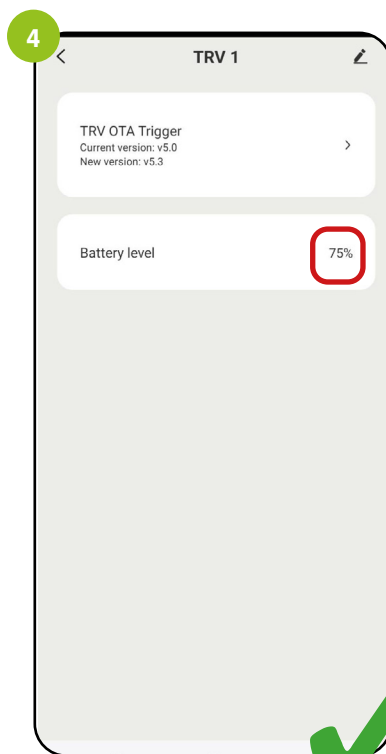 4
TRV 1
TRV OTA Trigger
Current version: v5.0
New version: v5.3
Battery level 75%